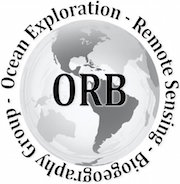 Ocean Exploration - Remote Sensing - Biogeography Group -
ORB